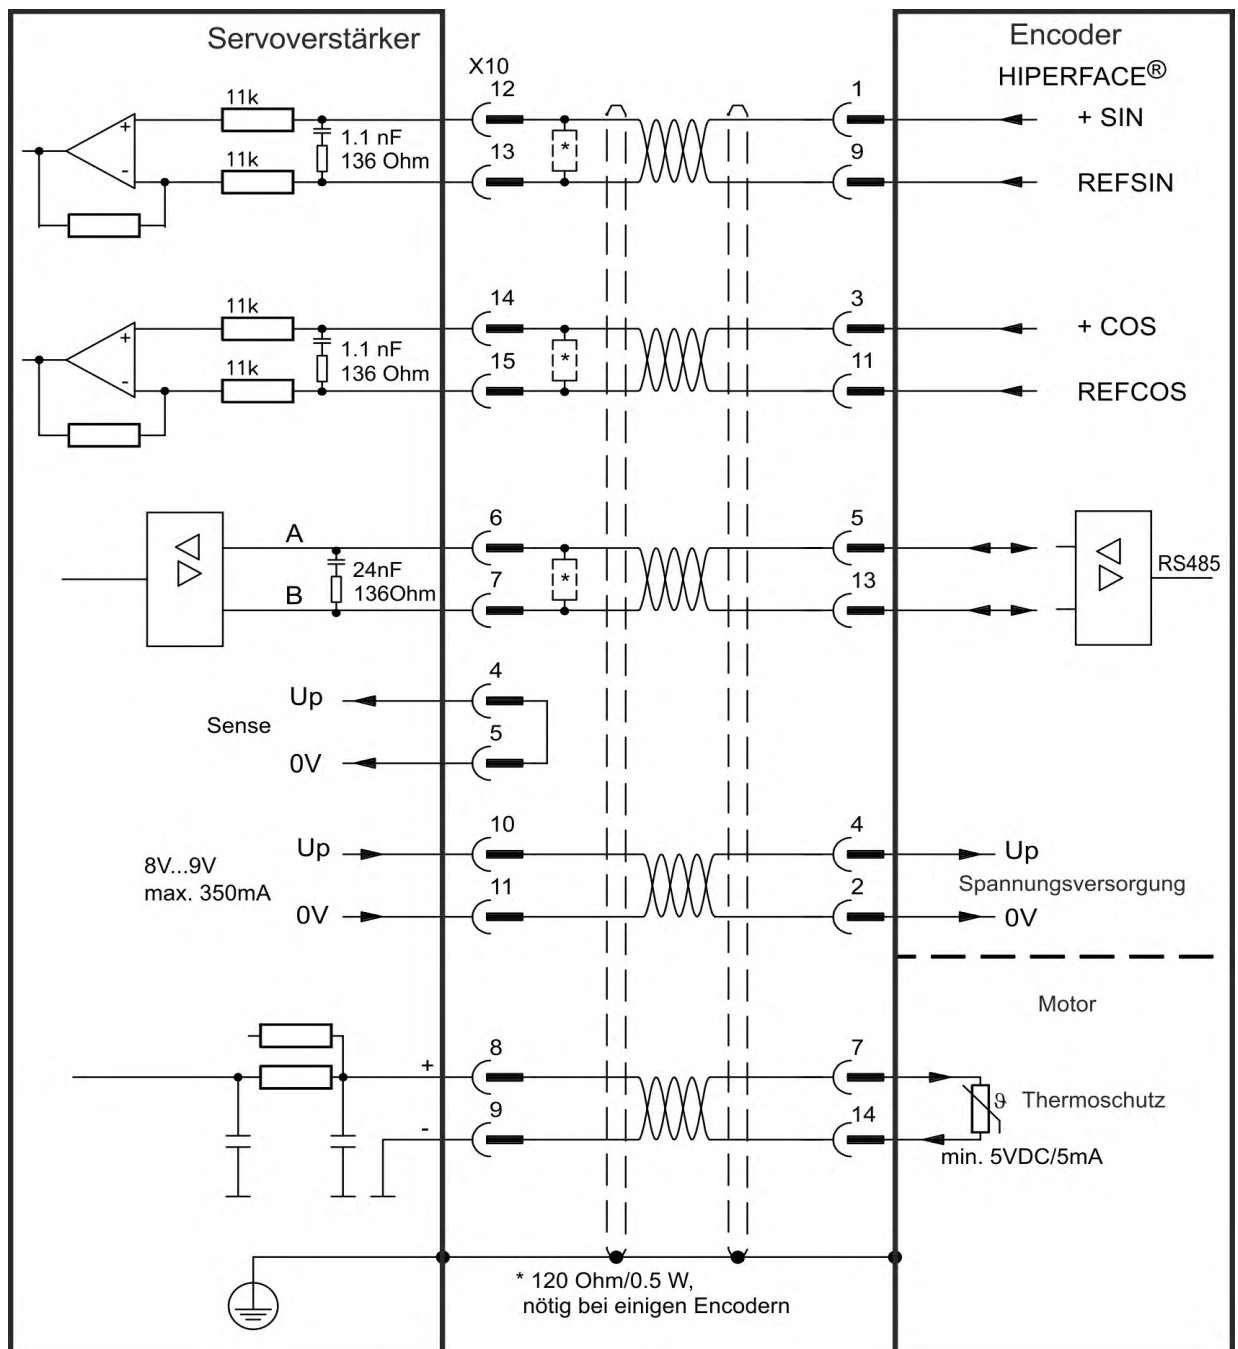 Servoverstärker
Encoder
HIPERFACE®
X10
11k
12
1
+ SIN
+
1.1 nF
136 Ohm
*
11k
13
9
-
REFSIN
11k
14
3
+ COS
+
1.1 nF
136 Ohm
*
11k
15
11
-
REFCOS
A
6
5
24nF
136Ohm
*
RS485
B
7
13
4
Up
Sense
5
0V
10
4
Up
Up
8V...9V
max. 350mA
Spannungsversorgung
11
2
0V
0V
Motor
8
7
+
ϑ
Thermoschutz
9
14
-
min. 5VDC/5mA
* 120 Ohm/0.5 W,
nötig bei einigen Encodern